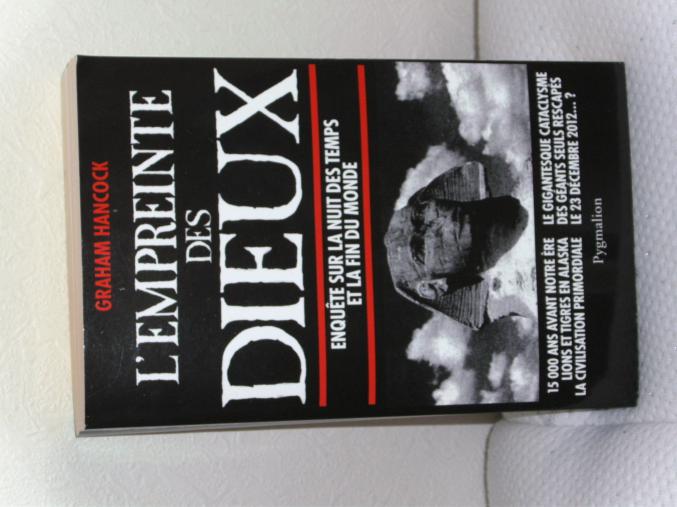 GRAHAM HANCOCK
L'EMPREINTE
DES
DIEUX
ENQUÊTE SUR LA NUIT DES TEMPS
ET LA FIN DU MONDE
15 000 ANS AVANT NOTRE ÈRE
LIONS ET TIGRES EN ALASKA
LA CIVILISATION PRIMORDIALE
LE GIGANTESQUE CATACLYSME
DES GÉANTS SEULS RESCAPÉS
LE 23 DÉCEMBRE 2012... ?
Pygmalion